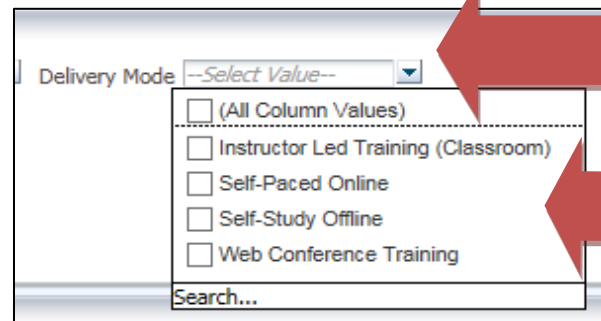 Delivery Mode --Select Value--
(All Column Values)
Instructor Led Training (Classroom)
Self-Paced Online
Self-Study Offline
Web Conference Training
Search...